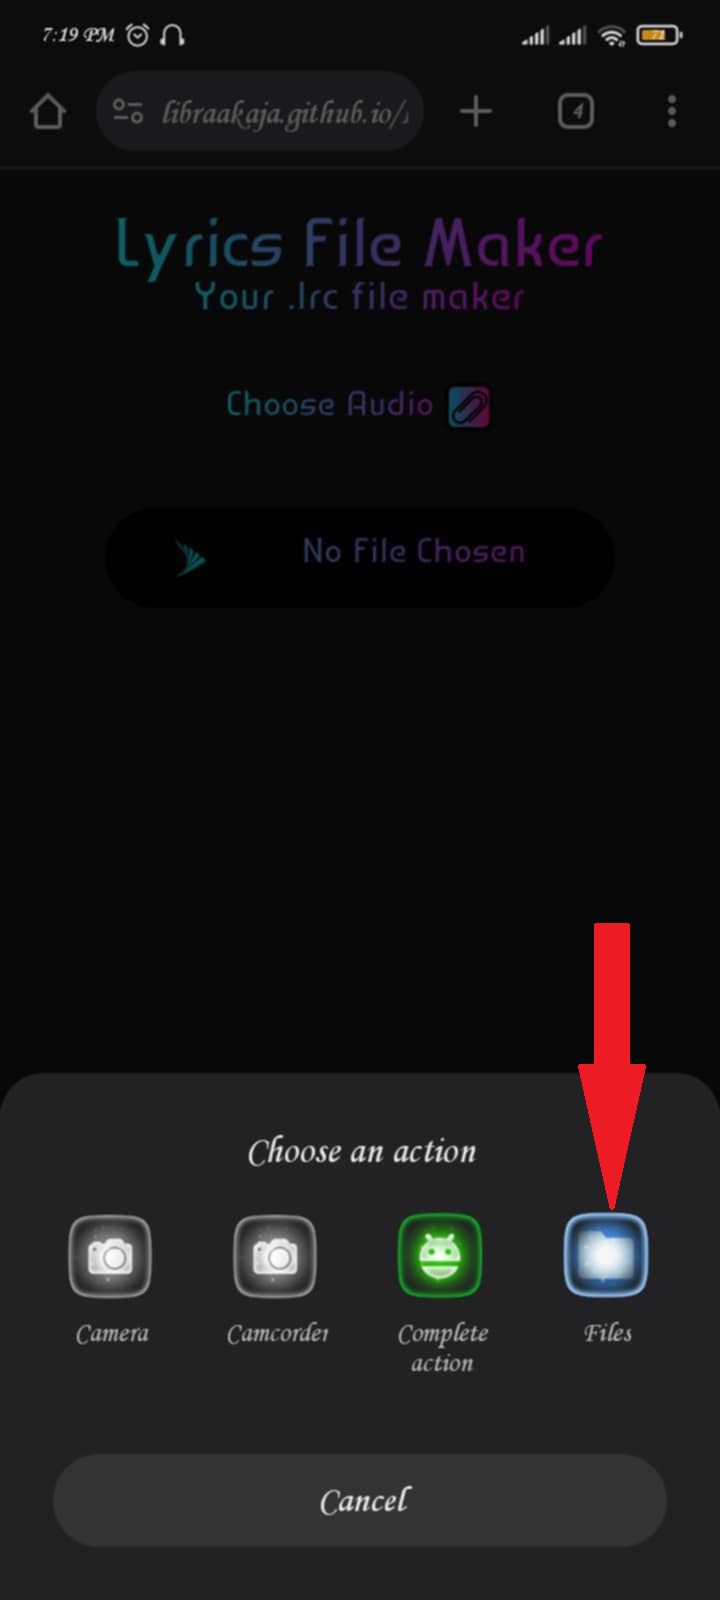 7:19 PM
71
libraakaja.github.io/
4
Lyrics File Maker
Your .lrc file maker
Choose Audio
No File Chosen
Choose an action
Camera
Camcorder
Complete
action
Files
Cancel